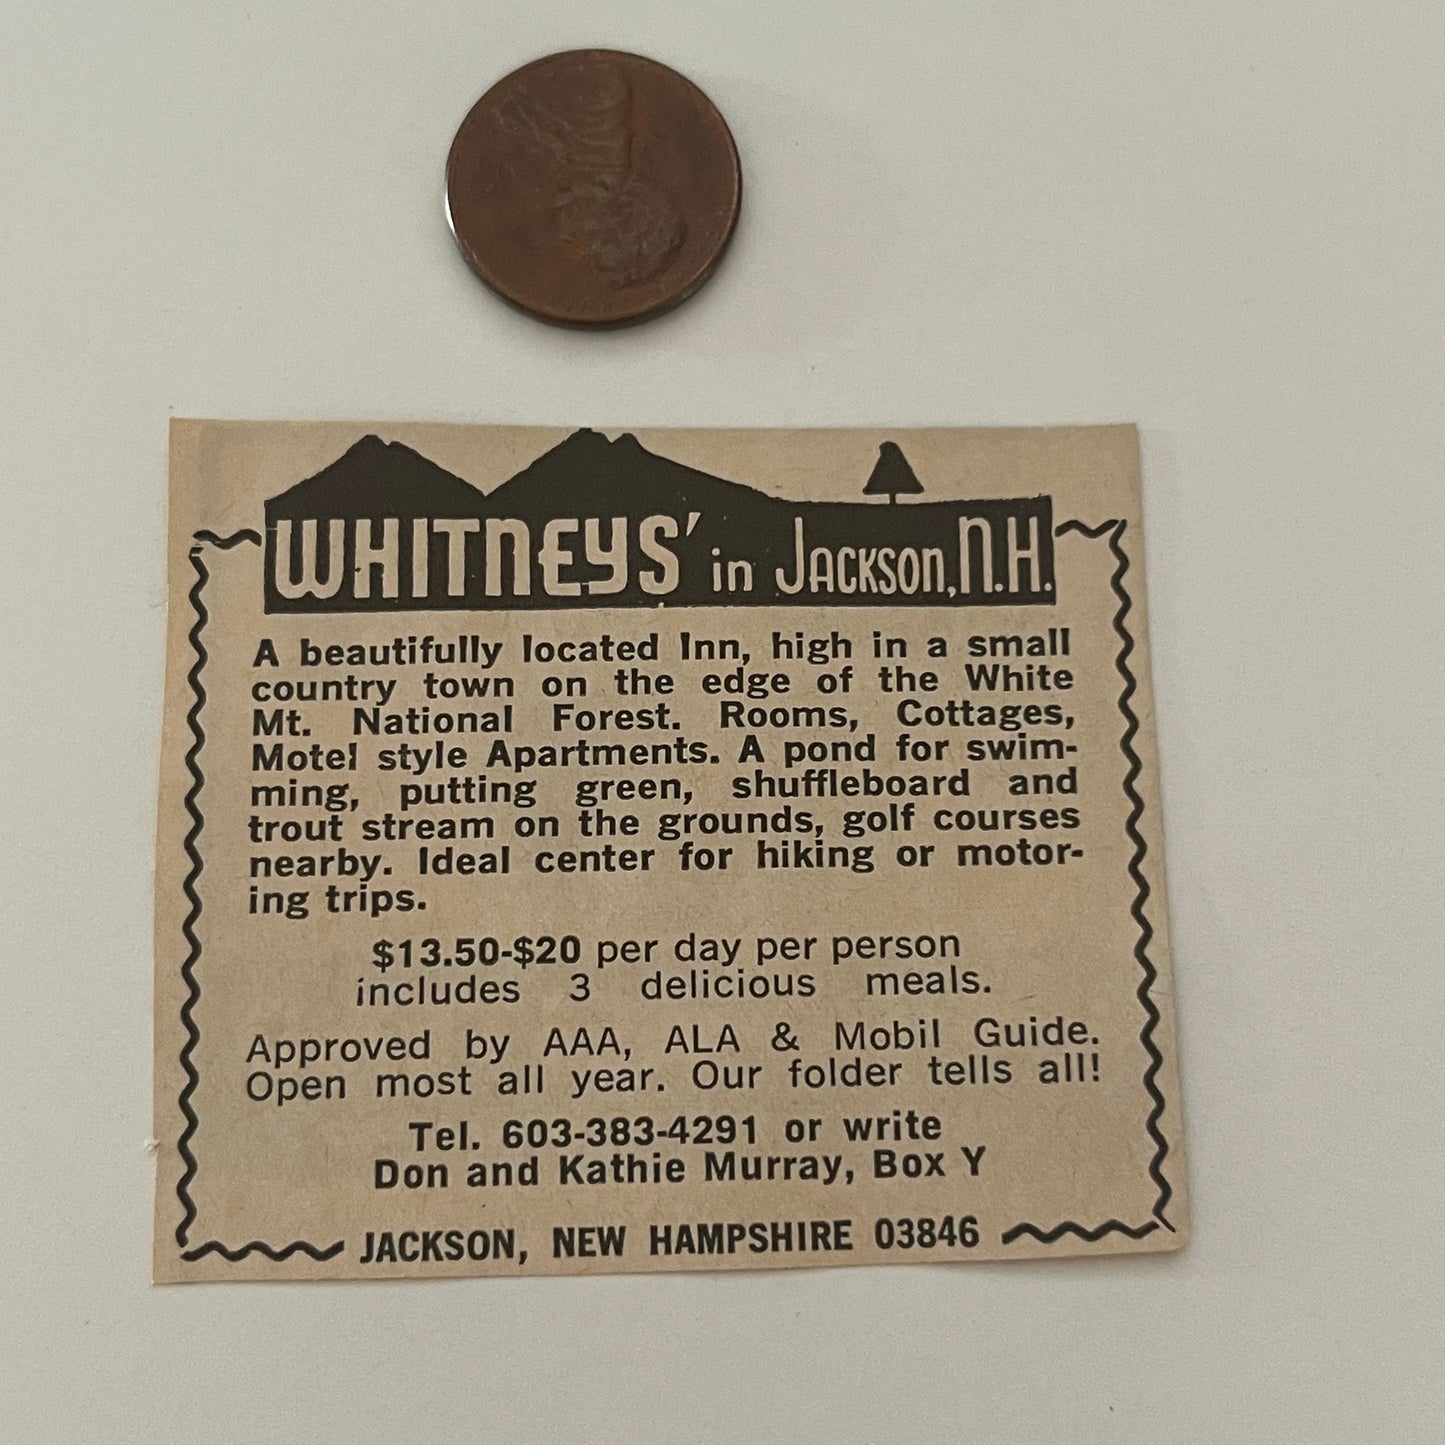 WHITNEYS' in JACKSON, N.H.
A beautifully located Inn, high in a small
country town on the edge of the White
Mt. National Forest. Rooms, Cottages,
Motel style Apartments. A pond for swim-
ming, putting green, shuffleboard and
trout stream on the grounds, golf courses
nearby. Ideal center for hiking or motor-
ing trips.
$13.50-$20 per day per person
includes 3 delicious meals.
Approved by AAA, ALA & Mobil Guide.
Open most all year. Our folder tells all!
Tel. 603-383-4291 or write
Don and Kathie Murray, Box Y
JACKSON, NEW HAMPSHIRE 03846